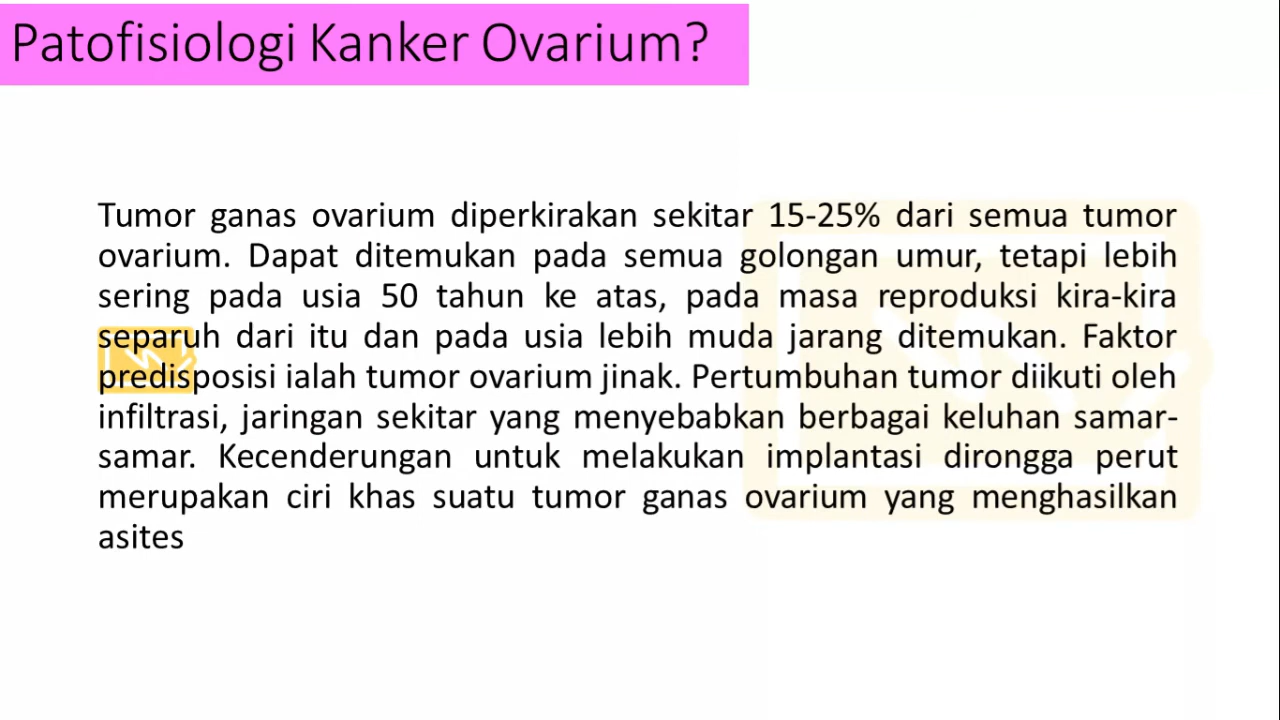 Patofisiologi Kanker Ovarium?
Tumor ganas ovarium diperkirakan sekitar 15-25% dari semua tumor
ovarium. Dapat ditemukan pada semua golongan umur, tetapi lebih
sering pada usia 50 tahun ke atas, pada masa reproduksi kira-kira
separuh dari itu dan pada usia lebih muda jarang ditemukan. Faktor
predisposisi ialah tumor ovarium jinak. Pertumbuhan tumor diikuti oleh
infiltrasi, jaringan sekitar yang menyebabkan berbagai keluhan samar-
samar. Kecenderungan untuk melakukan implantasi dirongga perut
merupakan ciri khas suatu tumor ganas ovarium yang menghasilkan
asites